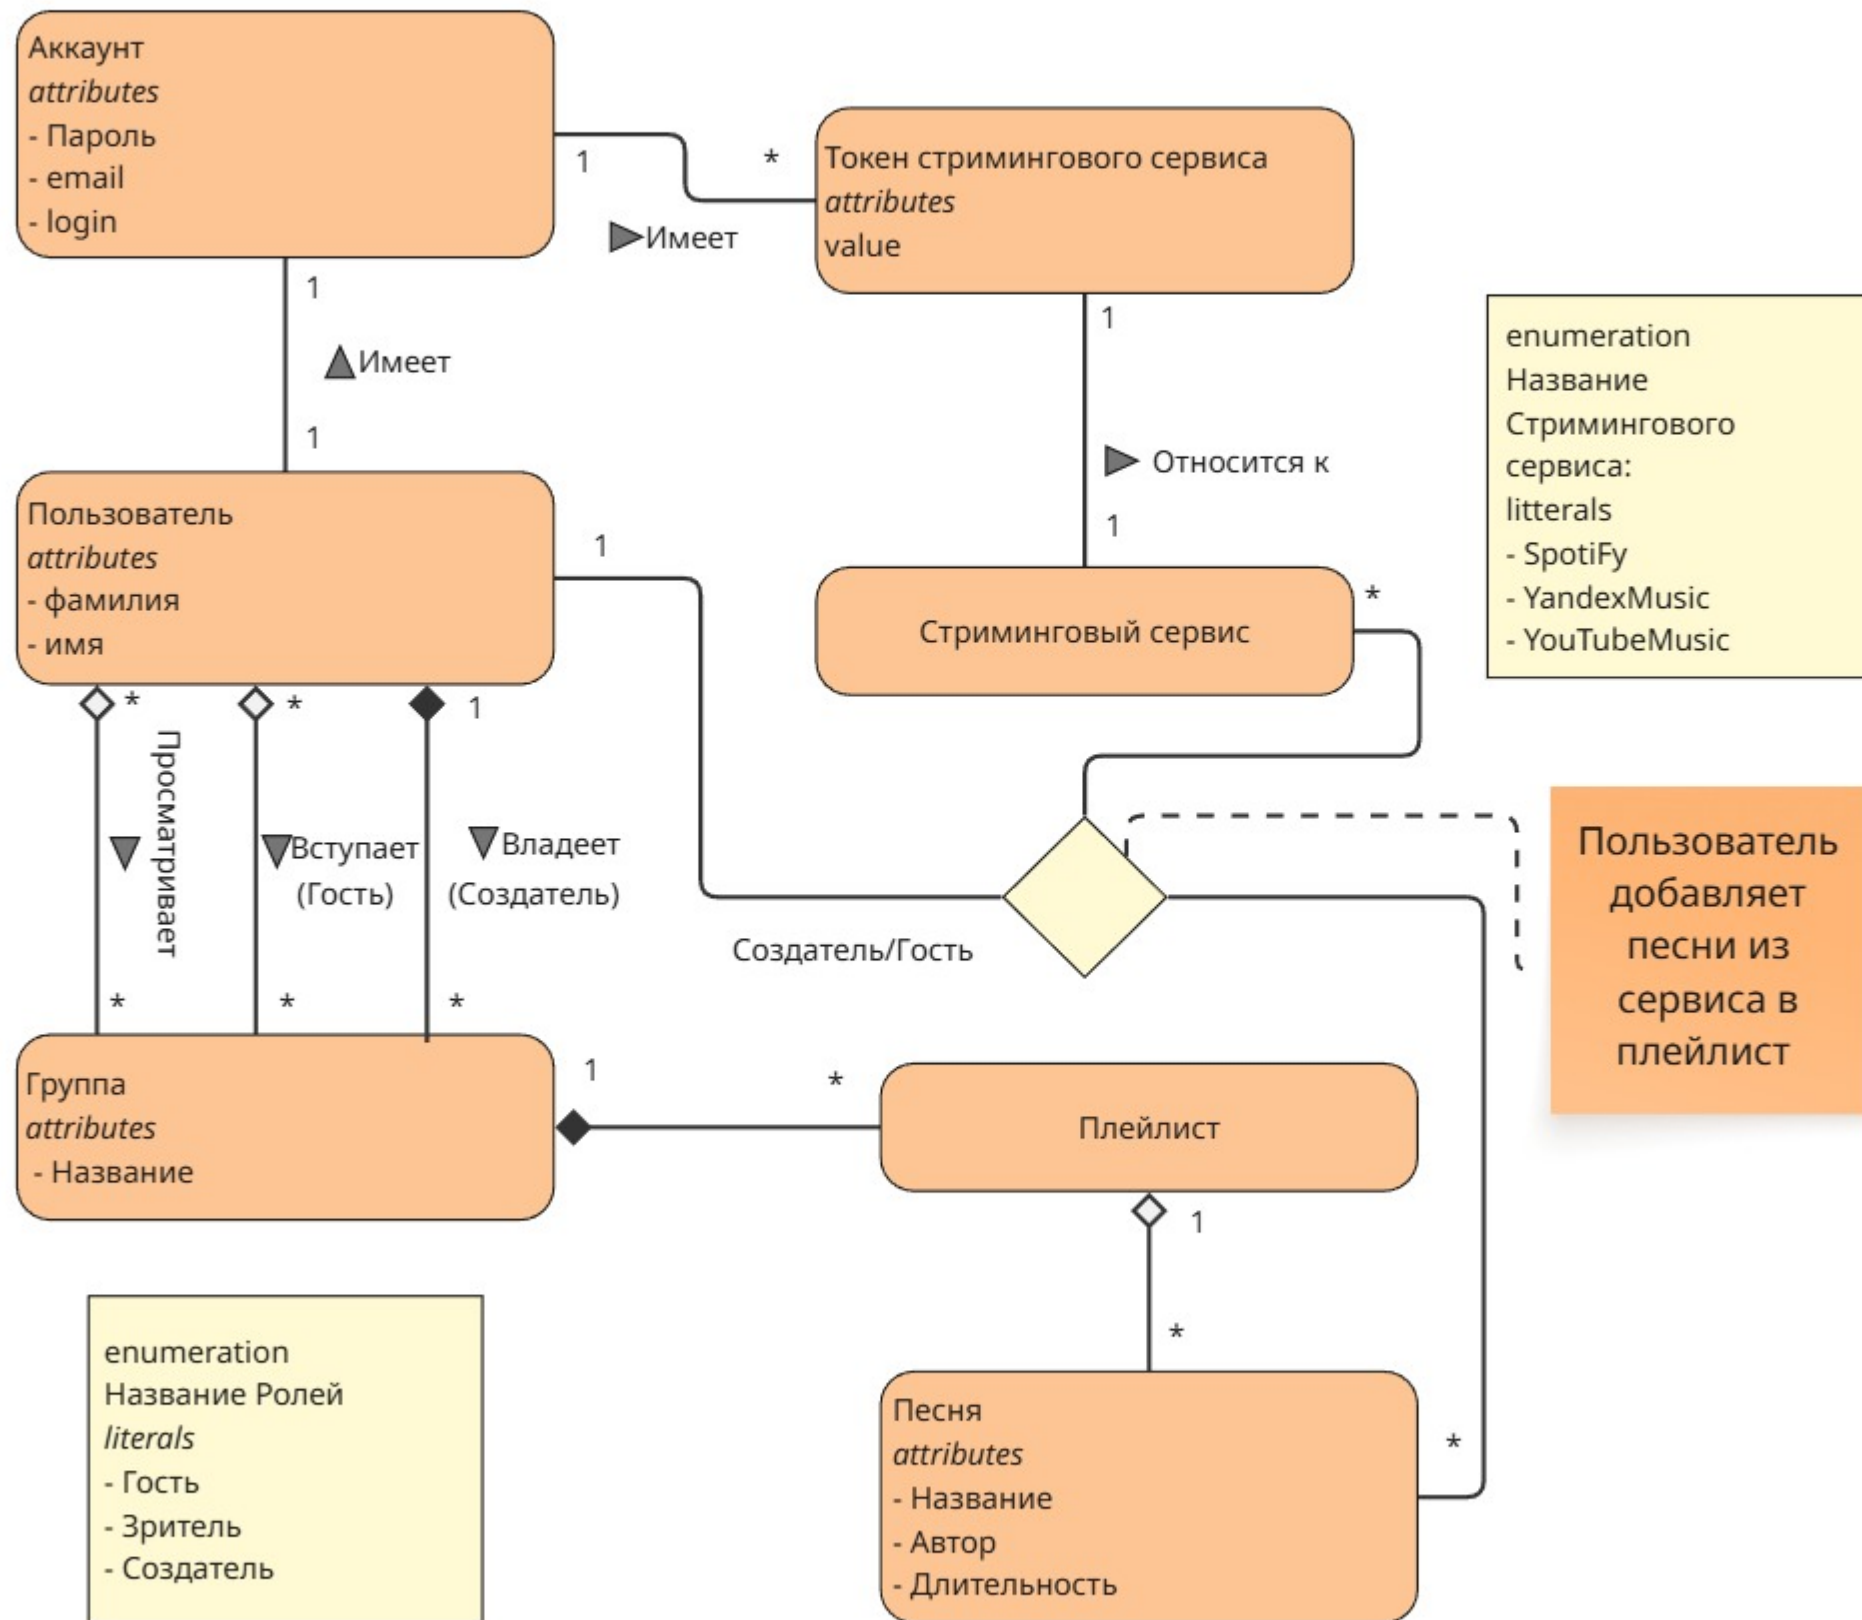 Аккаунт
attributes
- Пароль
- email
- login
1
*
Имеет
Токен стримингового сервиса
attributes
value
1
Имеет
1
1
Относится к
1
enumeration
Название
Стримингового
сервиса:
litterals
- SpotiFy
- YandexMusic
- YouTubeMusic
Пользователь
attributes
- фамилия
- имя
1
Стриминговый сервис
*
*
Просматривает
*
*
Вступает
(Гость)
*
1
Владеет
(Создатель)
*
Создатель/Гость
Пользователь
добавляет
песни из
сервиса в
плейлист
Группа
attributes
- Название
1
*
Плейлист
1
*
enumeration
Название Ролей
literals
- Гость
- Зритель
- Создатель
Песня
attributes
- Название
- Автор
- Длительность
*